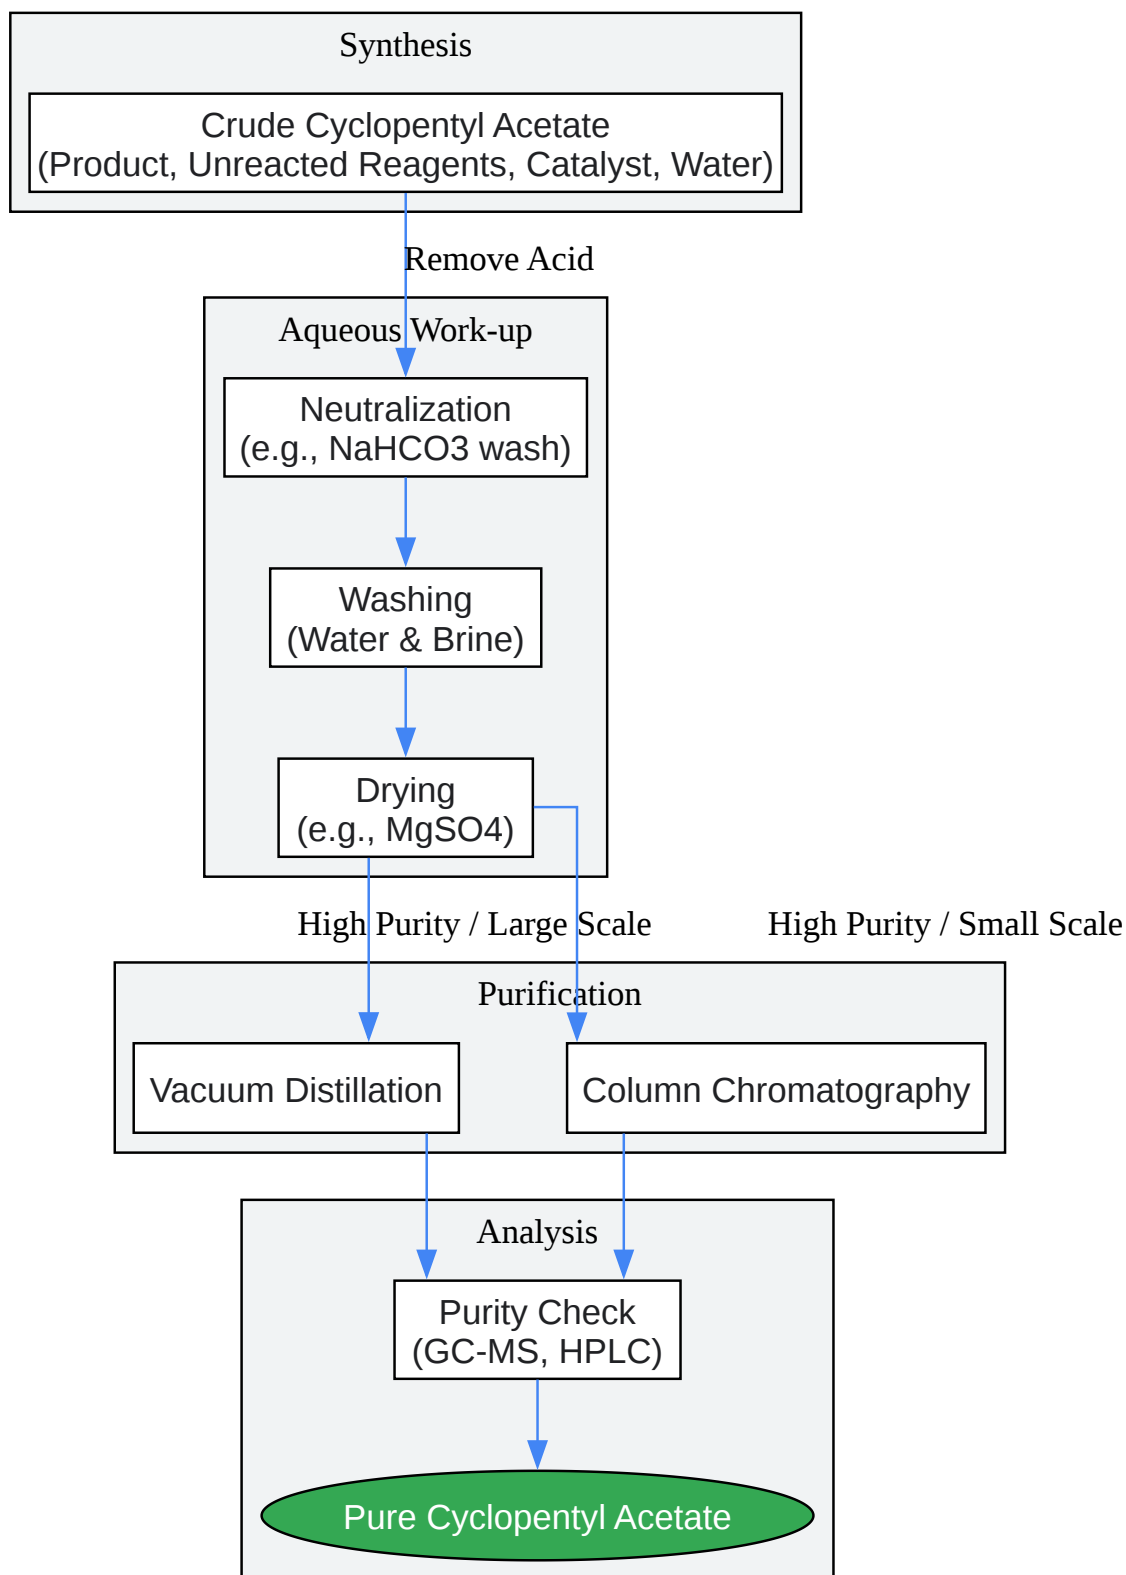 Synthesis
Crude Cyclopentyl Acetate
(Product, Unreacted Reagents, Catalyst, Water)
Remove Acid
Aqueous Work-up
Neutralization
(e.g., NaHCO3 wash)
Washing
(Water & Brine)
Drying
(e.g., MgSO4)
High Purity / Large Scale
High Purity / Small Scale
Purification
Vacuum Distillation
Column Chromatography
Analysis
Purity Check
(GC-MS, HPLC)
Pure Cyclopentyl Acetate